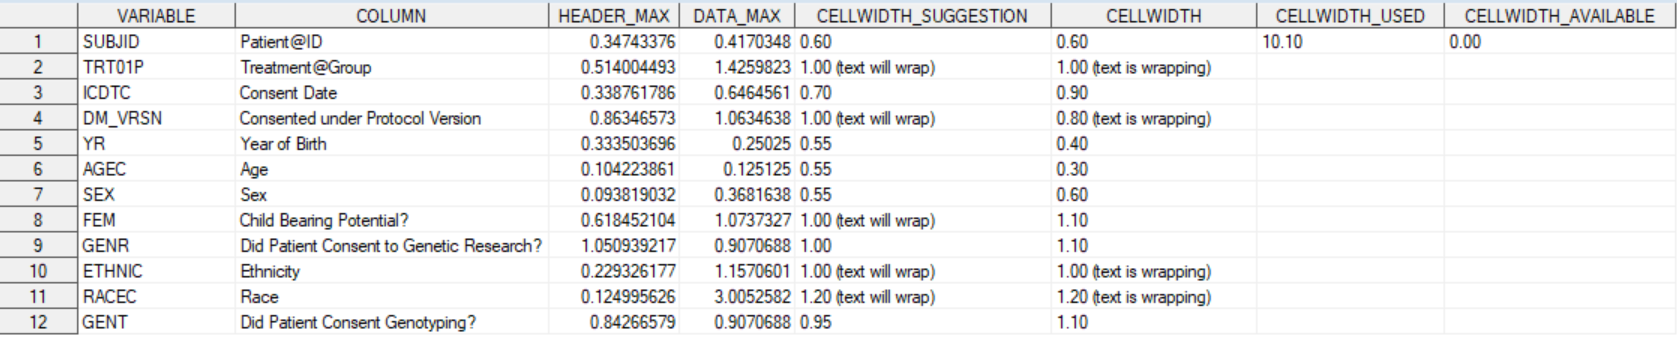 VARIABLE COLUMN HEADER_MAX DATA_MAX CELLWIDTH_SUGGESTION CELLWIDTH CELLWIDTH_USED CELLWIDTH_AVAILABLE
1 SUBJID Patient@ID 0.34743376 0.4170348 0.60 0.60 10.10 0.00
2 TRT01P Treatment@Group 0.514004493 1.4259823 1.00 (text will wrap) 1.00 (text is wrapping)
3 ICDTC Consent Date 0.338761786 0.6464561 0.70 0.90
4 DM_VRSN Consented under Protocol Version 0.86346573 1.0634638 1.00 (text will wrap) 0.80 (text is wrapping)
5 YR Year of Birth 0.333503696 0.25025 0.55 0.40
6 AGEC Age 0.104223861 0.125125 0.55 0.30
7 SEX Sex 0.093819032 0.3681638 0.55 0.60
8 FEM Child Bearing Potential? 0.618452104 1.0737327 1.00 (text will wrap) 1.10
9 GENR Did Patient Consent to Genetic Research? 1.050939217 0.9070688 1.00 1.10
10 ETHNIC Ethnicity 0.229326177 1.1570601 1.00 (text will wrap) 1.00 (text is wrapping)
11 RACEC Race 0.124995626 3.0052582 1.20 (text will wrap) 1.20 (text is wrapping)
12 GENT Did Patient Consent Genotyping? 0.84266579 0.9070688 0.95 1.10